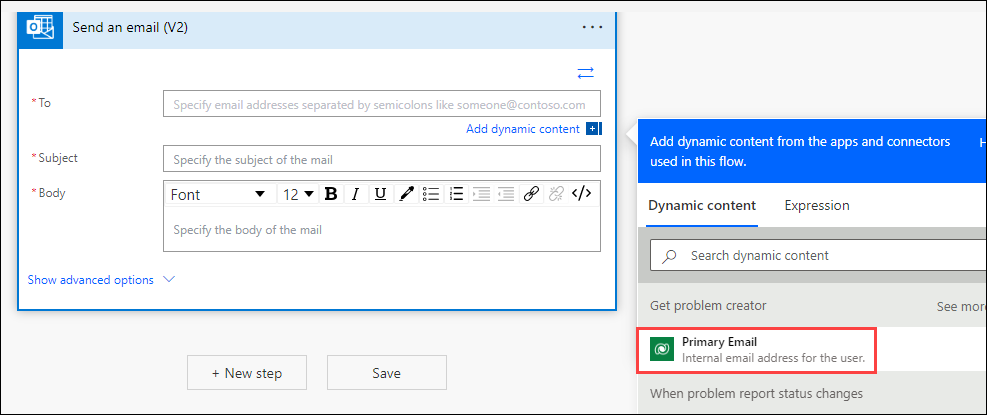 Send an email (V2)
* To
Specify email addresses separated by semicolons like someone@contoso.com
Add dynamic content
* Subject
Specify the subject of the mail
* Body
Font 12 B I U </>
Specify the body of the mail
Show advanced options
+ New step
Save
Add dynamic content from the apps and connectors
used in this flow.
Dynamic content Expression
Search dynamic content
Get problem creator
See more
Primary Email
Internal email address for the user.
When problem report status changes